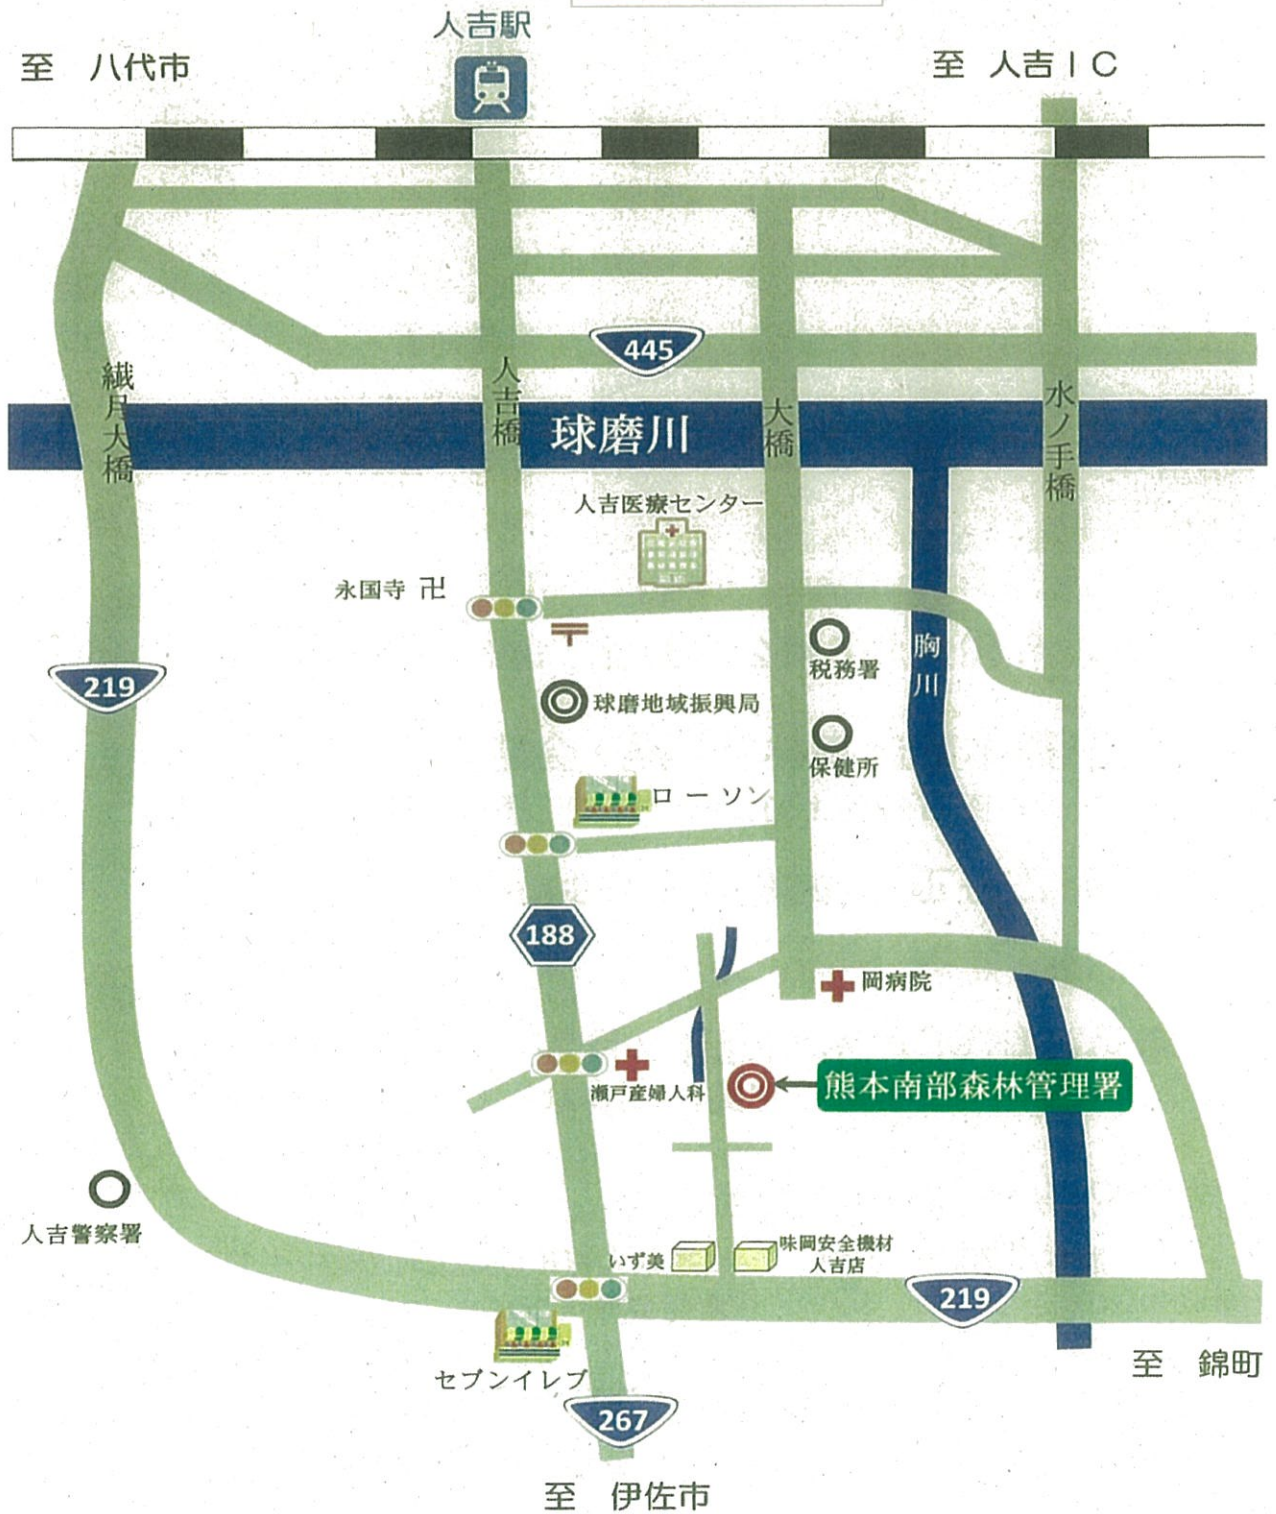 人吉駅
至 八代市
至 人吉IC
445
繊月大橋
人吉橋
球磨川
大橋
水ノ手橋
人吉医療センター
永国寺 卍
税務署
胸川
219
球磨地域振興局
保健所
ローソン
188
岡病院
瀬戸産婦人科
熊本南部森林管理署
人吉警察署
いず美
味岡安全機材
人吉店
219
セブンイレブ
至 錦町
267
至 伊佐市